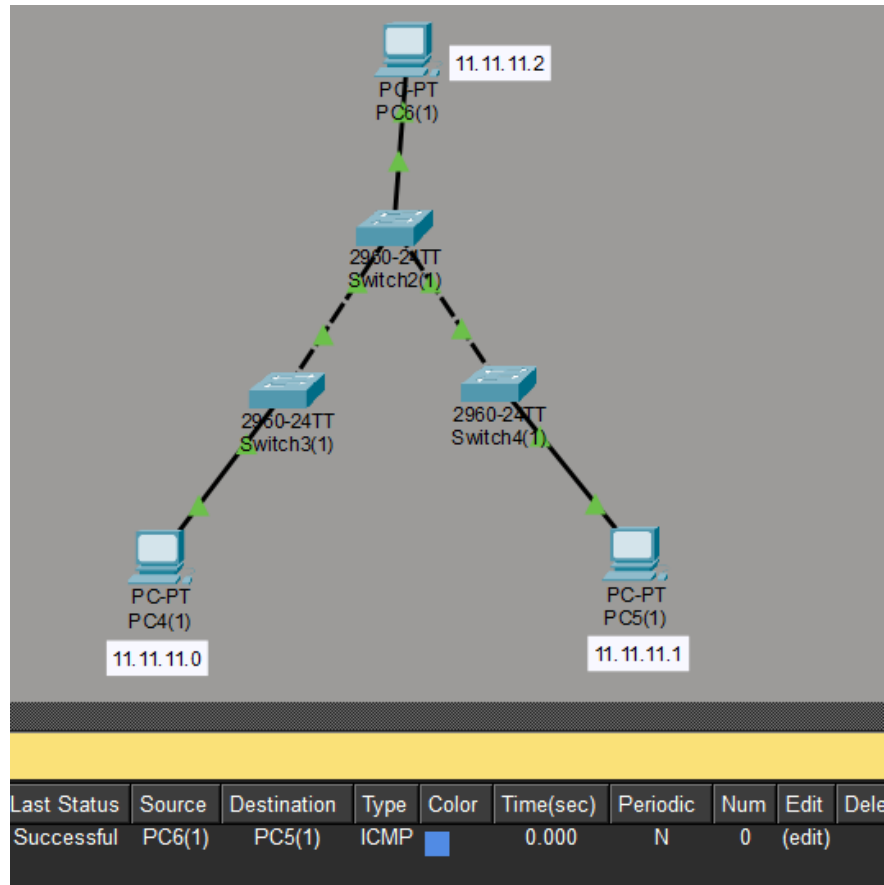 11.11.11.2
PC-PT
PC6(1)
2960-24TT
Switch2(1)
2960-24TT
Switch3(1)
2960-24TT
Switch4(1)
PC-PT
PC4(1)
11.11.11.0
PC-PT
PC5(1)
11.11.11.1
Last Status Source Destination Type Color Time(sec) Periodic Num Edit Dele
Successful PC6(1) PC5(1) ICMP 0.000 N 0 (edit)